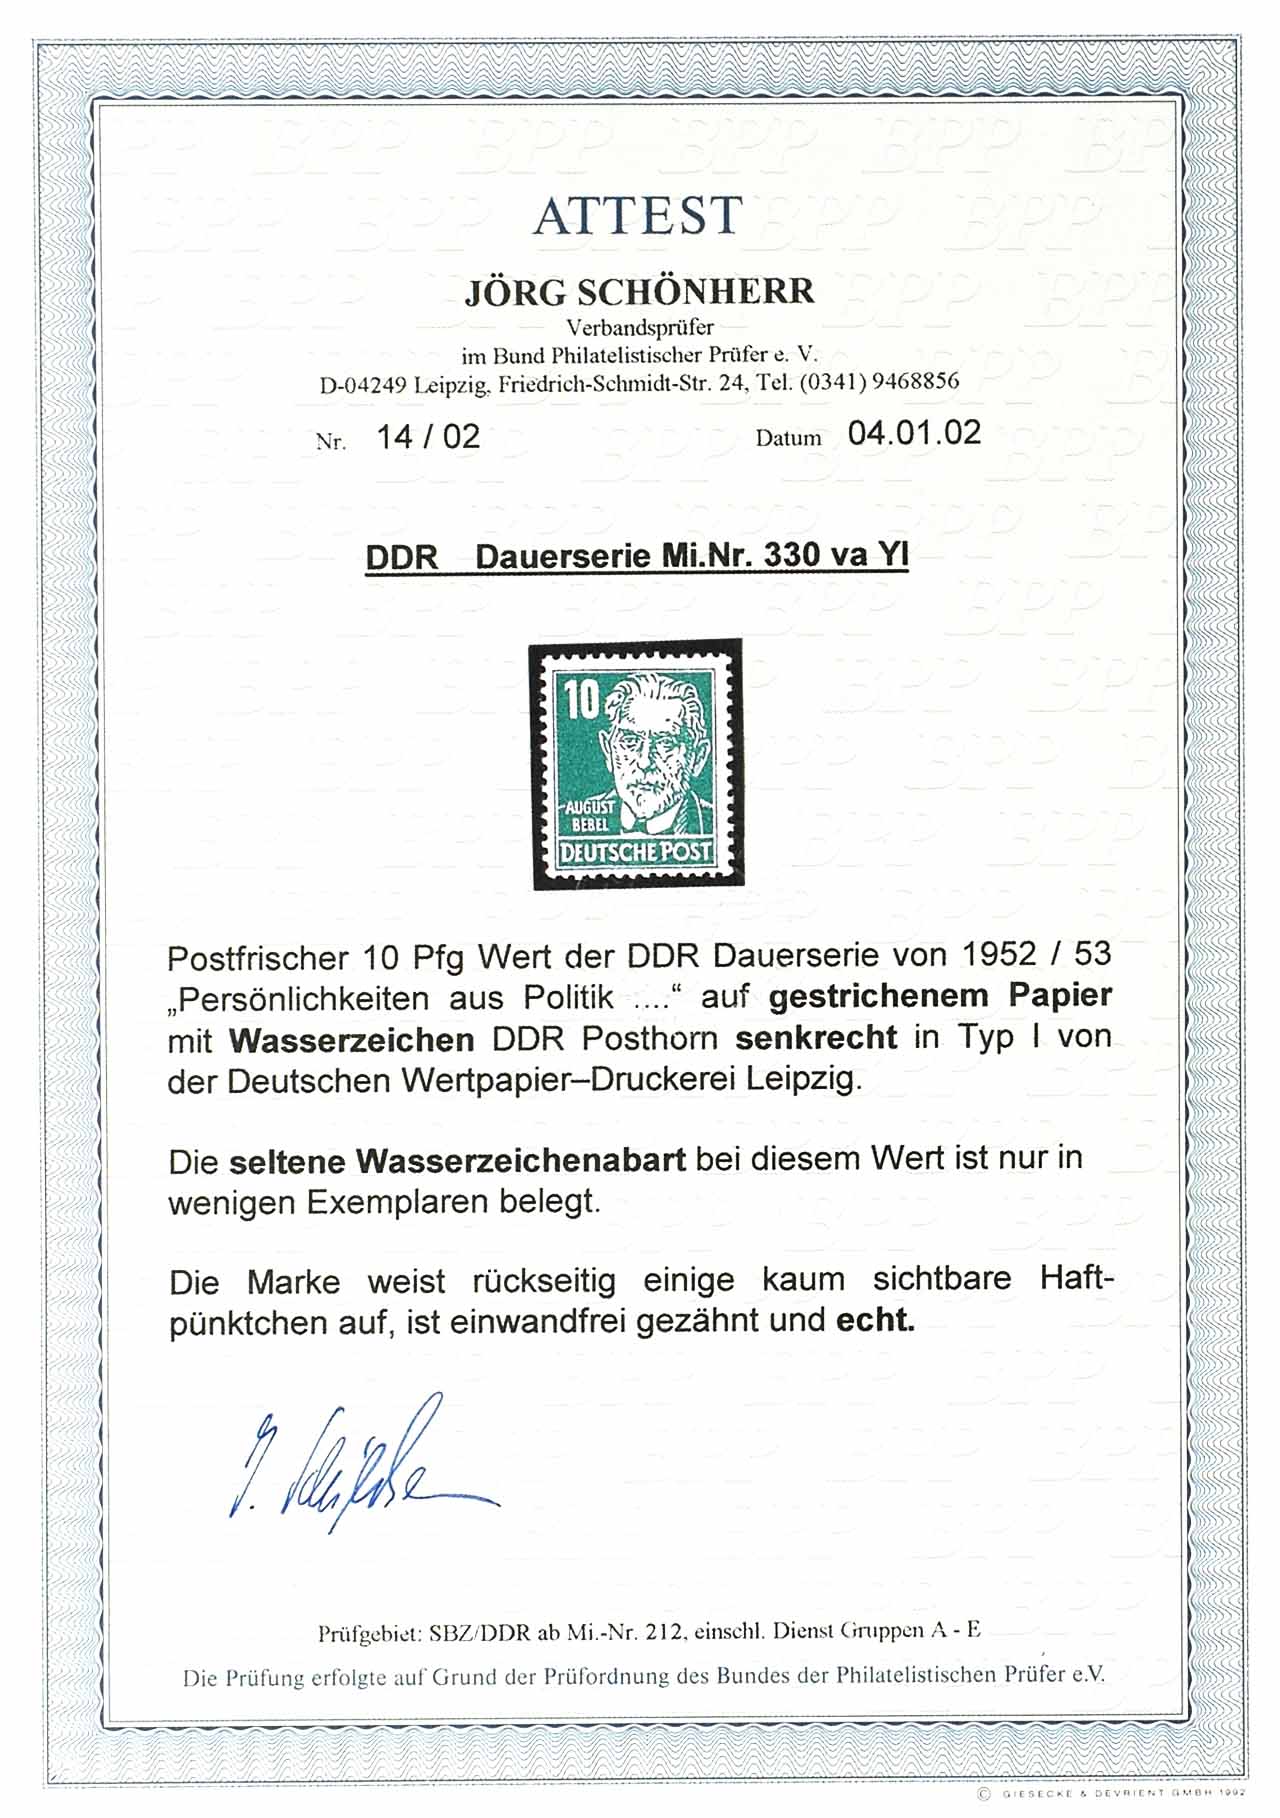 ATTEST
JÖRG SCHÖNHERR
Verbandsprüfer
im Bund Philatelistischer Prüfer e. V.
D-04249 Leipzig, Friedrich-Schmidt-Str. 24, Tel. (0341) 9468856
Nr. 14 / 02 Datum 04.01.02
DDR Dauerserie Mi.Nr. 330 va YI
10
AUGUST
BEBEL
DEUTSCHE POST
Postfrischer 10 Pfg Wert der DDR Dauerserie von 1952 / 53
„Persönlichkeiten aus Politik ....“ auf gestrichenem Papier
mit Wasserzeichen DDR Posthorn senkrecht in Typ I von
der Deutschen Wertpapier–Druckerei Leipzig.
Die seltene Wasserzeichenabart bei diesem Wert ist nur in
wenigen Exemplaren belegt.
Die Marke weist rückseitig einige kaum sichtbare Haft-
pünktchen auf, ist einwandfrei gezähnt und echt.
Prüfgebiet: SBZ/DDR ab Mi.-Nr. 212, einschl. Dienst Gruppen A - E
Die Prüfung erfolgte auf Grund der Prüfordnung des Bundes der Philatelistischen Prüfer e.V.
© GIESECKE & DEVRIENT GMBH 1992